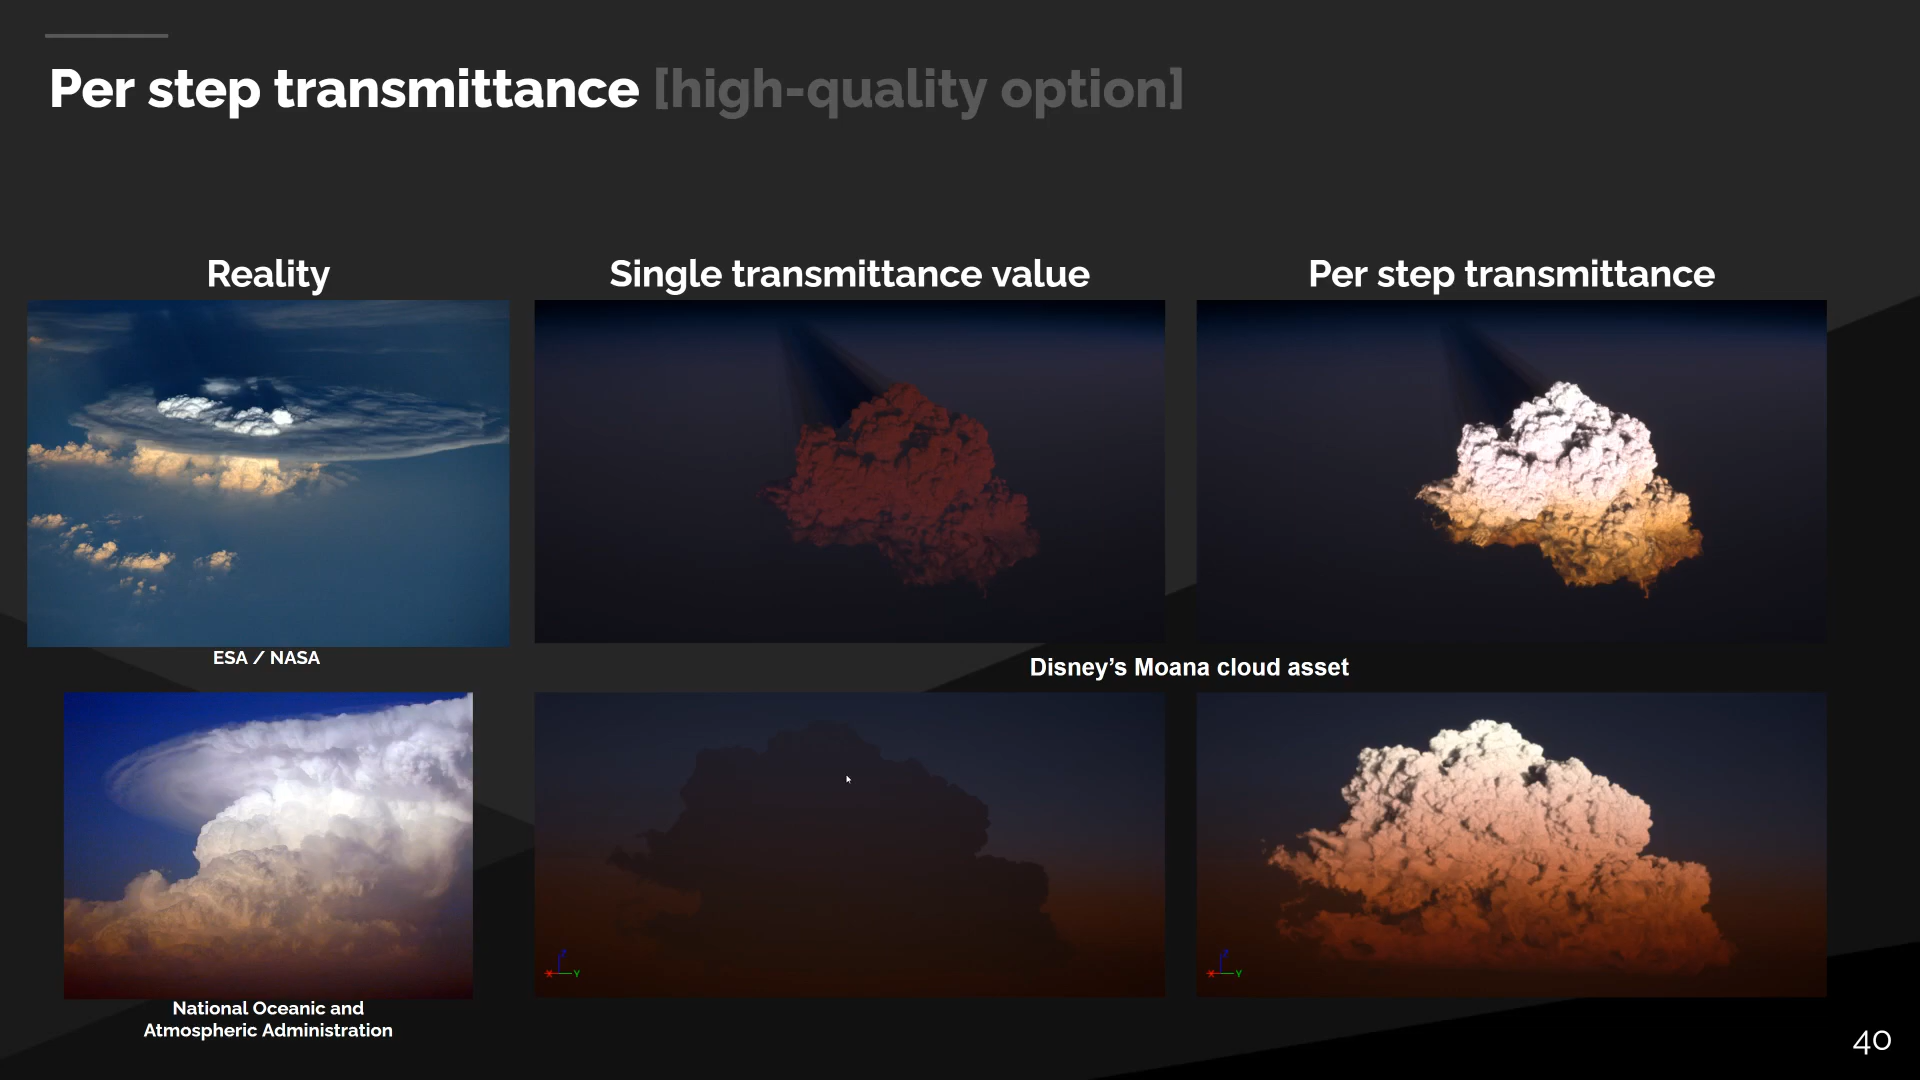 Per step transmittance [high-quality option]
Reality
Single transmittance value
Per step transmittance
ESA / NASA
Disney’s Moana cloud asset
Z
X Y
Z
X Y
National Oceanic and
Atmospheric Administration
40